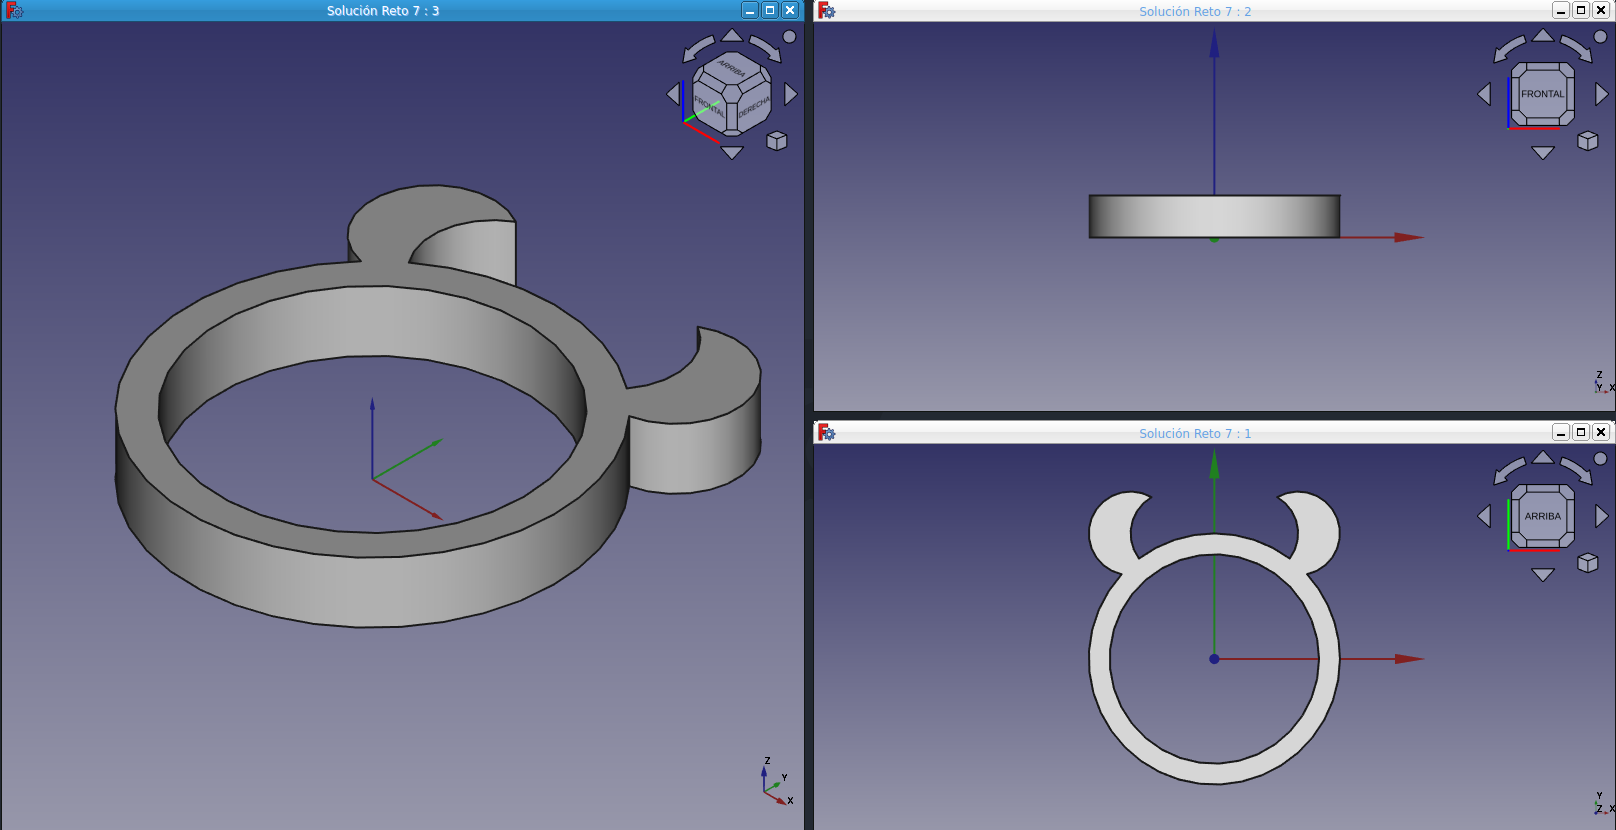 Solución Reto 7 : 3
ARRIBA
FRONTAL
DERECHA
Z
Y
X
Solución Reto 7 : 2
FRONTAL
Z
Y
X
Solución Reto 7 : 1
ARRIBA
Y
Z
X